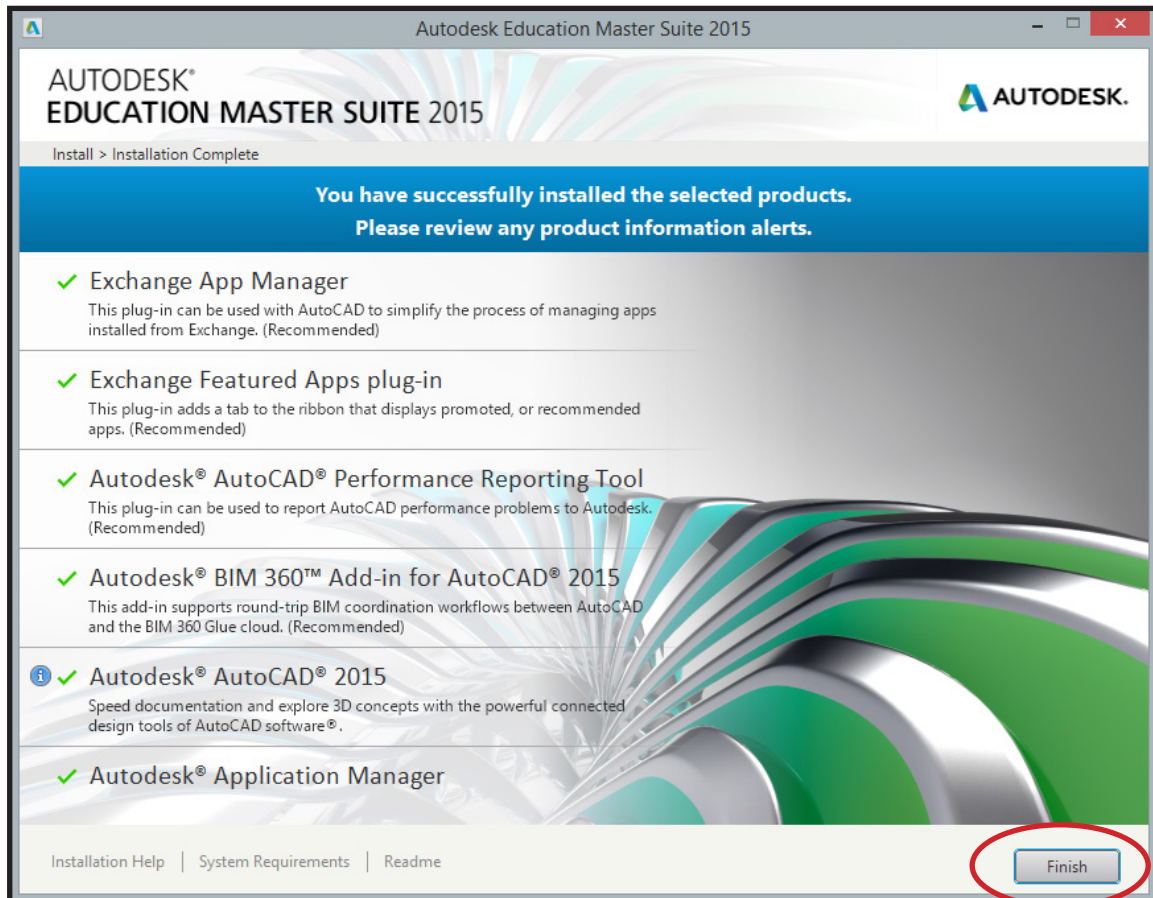 Autodesk Education Master Suite 2015
AUTODESK®
EDUCATION MASTER SUITE 2015
AUTODESK.
Install > Installation Complete
You have successfully installed the selected products.
Please review any product information alerts.
Exchange App Manager
This plug-in can be used with AutoCAD to simplify the process of managing apps
installed from Exchange. (Recommended)
Exchange Featured Apps plug-in
This plug-in adds a tab to the ribbon that displays promoted, or recommended
apps. (Recommended)
Autodesk® AutoCAD® Performance Reporting Tool
This plug-in can be used to report AutoCAD performance problems to Autodesk.
(Recommended)
Autodesk® BIM 360™ Add-in for AutoCAD® 2015
This add-in supports round-trip BIM coordination workflows between AutoCAD
and the BIM 360 Glue cloud. (Recommended)
Autodesk® AutoCAD® 2015
Speed documentation and explore 3D concepts with the powerful connected
design tools of AutoCAD software®.
Autodesk® Application Manager
Installation Help | System Requirements | Readme
Finish